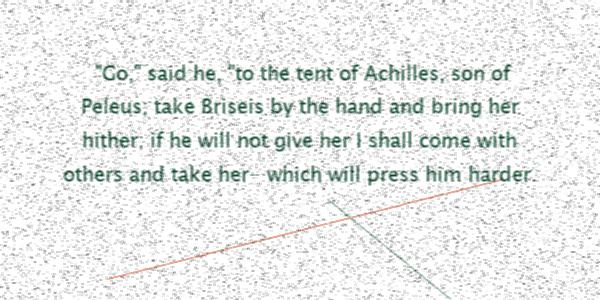 "Go," said he, "to the tent of Achilles, son of
Peleus; take Briseis by the hand and bring her
hither; if he will not give her I shall come with
others and take her- which will press him harder.